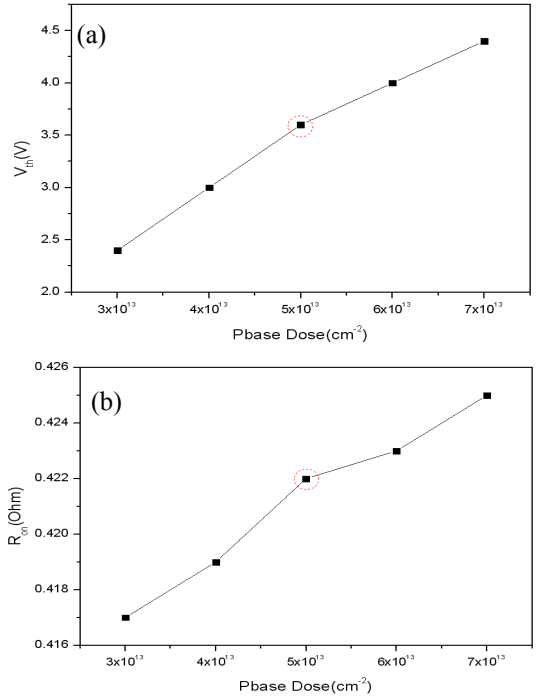 (a)
4.5
4.0
3.5
3.0
2.5
2.0
V_th(V)
3x10^13 4x10^13 5x10^13 6x10^13 7x10^13
Pbase Dose(cm^-2)
(b)
0.426
0.424
0.422
0.420
0.418
0.416
R_on(Ohm)
3x10^13 4x10^13 5x10^13 6x10^13 7x10^13
Pbase Dose(cm^-2)